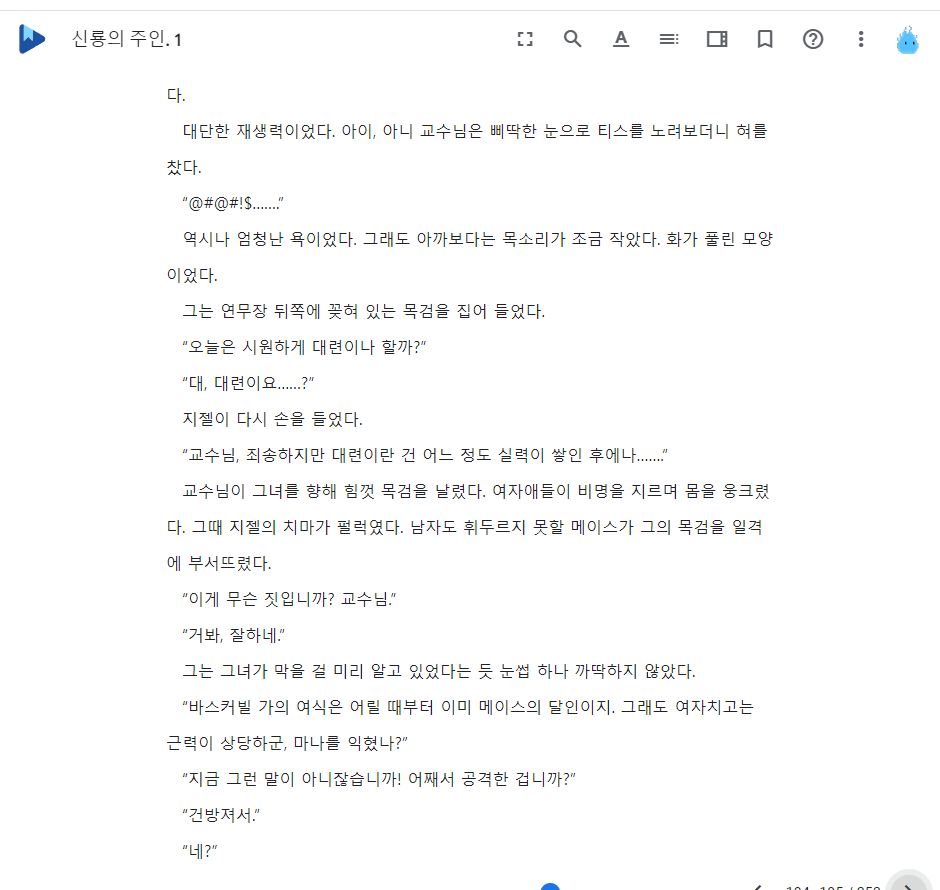 신룡의 주인. 1
다.
대단한 재생력이었다. 아이, 아니 교수님은 삐딱한 눈으로 티스를 노려보더니 혀를
찼다.
“@#@#!$……”
역시나 엄청난 욕이었다. 그래도 아까보다는 목소리가 조금 작았다. 화가 풀린 모양
이었다.
그는 연무장 뒤쪽에 꽂혀 있는 목검을 집어 들었다.
“오늘은 시원하게 대련이나 할까?”
“대, 대련이요……?”
지젤이 다시 손을 들었다.
“교수님, 죄송하지만 대련이란 건 어느 정도 실력이 쌓인 후에나…….”
교수님이 그녀를 향해 힘껏 목검을 날렸다. 여자애들이 비명을 지르며 몸을 웅크렸
다. 그때 지젤의 치마가 펄럭였다. 남자도 휘두르지 못할 메이스가 그의 목검을 일격
에 부서뜨렸다.
“이게 무슨 짓입니까? 교수님.”
“거봐, 잘하네.”
그는 그녀가 막을 걸 미리 알고 있었다는 듯 눈썹 하나 까딱하지 않았다.
“바스커빌 가의 여식은 어릴 때부터 이미 메이스의 달인이지. 그래도 여자치고는
근력이 상당하군, 마나를 익혔나?”
“지금 그런 말이 아니잖습니까! 어째서 공격한 겁니까?”
“건방져서.”
“네?”